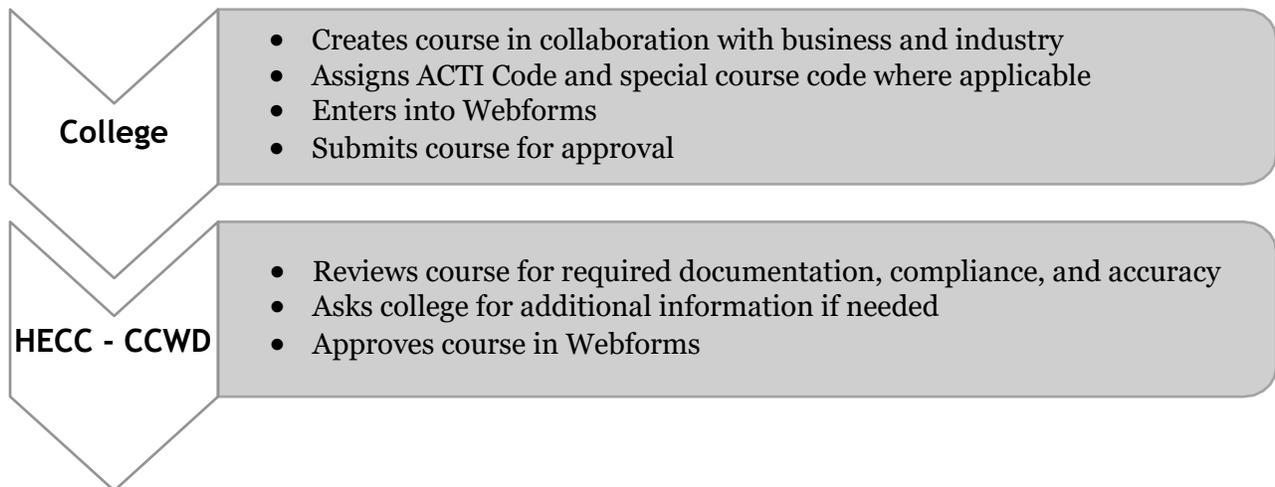 College
• Creates course in collaboration with business and industry
• Assigns ACTI Code and special course code where applicable
• Enters into Webforms
• Submits course for approval
HECC - CCWD
• Reviews course for required documentation, compliance, and accuracy
• Asks college for additional information if needed
• Approves course in Webforms